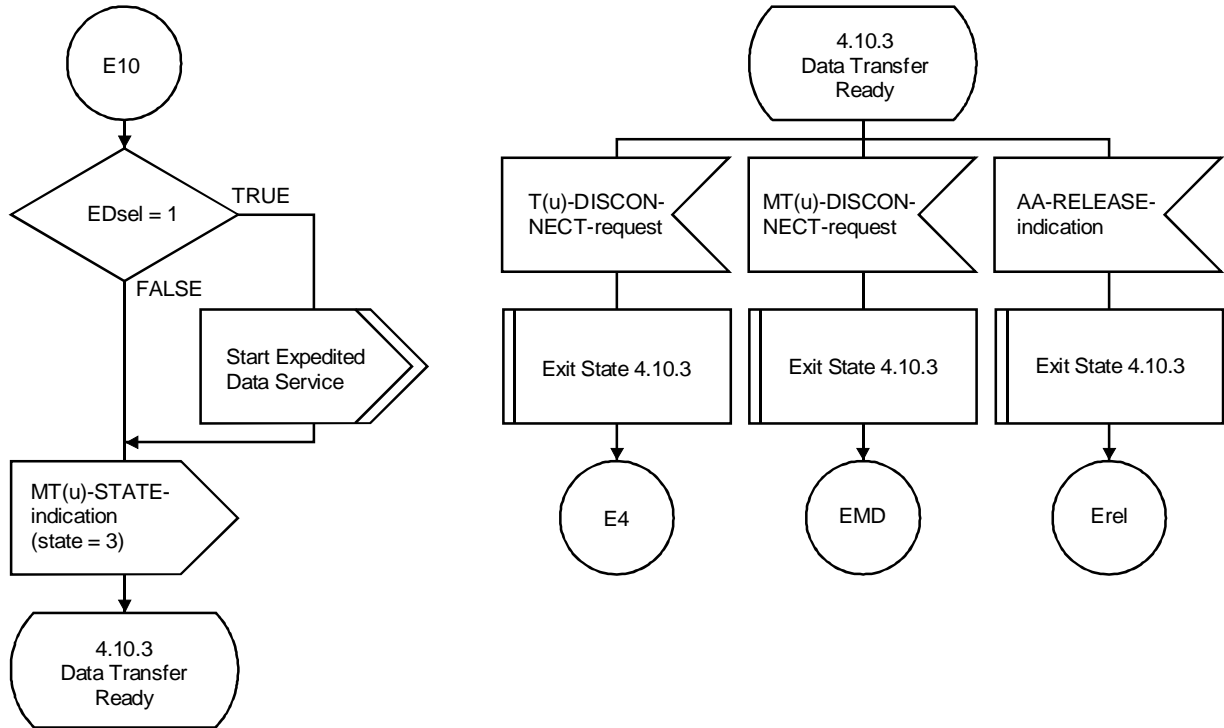 E10
EDsel = 1
TRUE
FALSE
Start Expedited
Data Service
MT(u)-STATE-
indication
(state = 3)
4.10.3
Data Transfer
Ready
4.10.3
Data Transfer
Ready
T(u)-DISCON-
NECT-request
MT(u)-DISCON-
NECT-request
AA-RELEASE-
indication
Exit State 4.10.3
Exit State 4.10.3
Exit State 4.10.3
E4
EMD
Erel